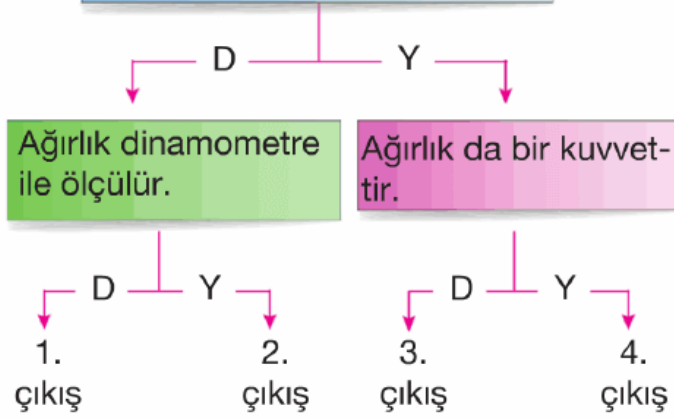 D Y
Ağırlık dinamometre
ile ölçülür.
Ağırlık da bir kuvvet-
tir.
D Y D Y
1. 2. 3. 4.
çıkış çıkış çıkış çıkış